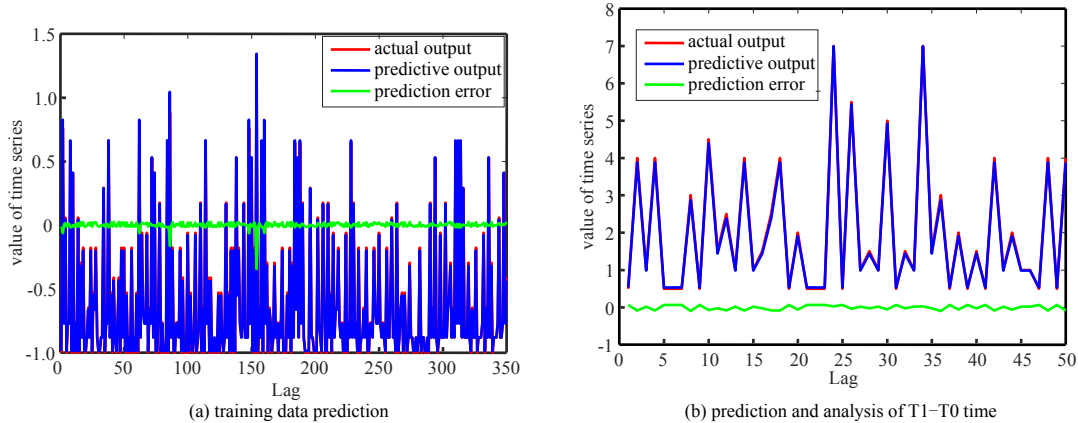 1.5
1.0
0.5
0
-0.5
-1.0
0
50
100
150
200
250
300
350
value of time series
Lag
actual output
predictive output
prediction error
(a) training data prediction
8
7
6
5
4
3
2
1
0
-1
0
5
10
15
20
25
30
35
40
45
50
value of time series
Lag
actual output
predictive output
prediction error
(b) prediction and analysis of T1−T0 time